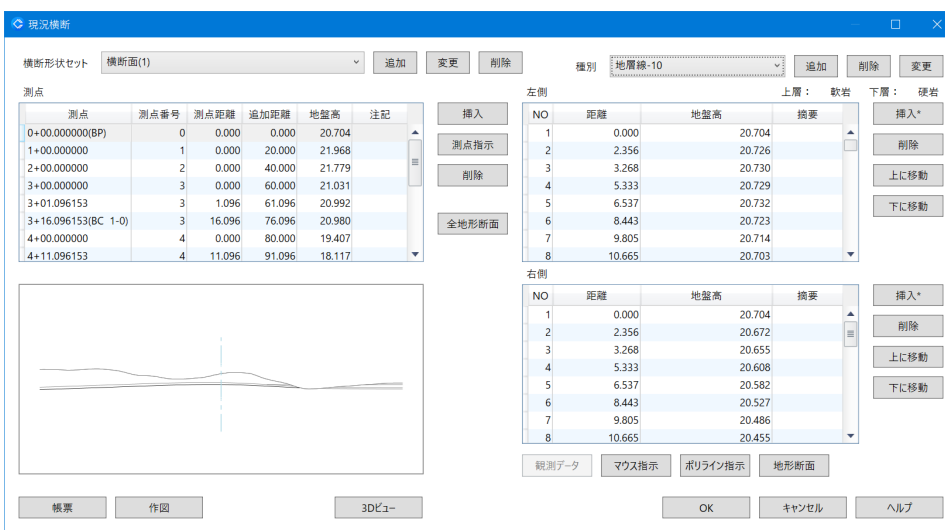 現況横断
横断形状セット 横断面(1) 追加 変更 削除 種別 地層線-10 追加 削除 変更
測点
測点 測点番号 測点距離 追加距離 地盤高 注記
0+00.000000(BP) 0 0.000 0.000 20.704
1+00.000000 1 0.000 20.000 21.968
2+00.000000 2 0.000 40.000 21.779
3+00.000000 3 0.000 60.000 21.031
3+01.096153 3 1.096 61.096 20.992
3+16.096153(BC 1-0) 3 16.096 76.096 20.980
4+00.000000 4 0.000 80.000 19.407
4+11.096153 4 11.096 91.096 18.117
挿入
測点指示
削除
全地形断面
左側 上層： 軟岩 下層： 硬岩
NO 距離 地盤高 摘要
1 0.000 20.704
2 2.356 20.726
3 3.268 20.730
4 5.333 20.729
5 6.537 20.732
6 8.443 20.723
7 9.805 20.714
8 10.665 20.703
挿入*
削除
上に移動
下に移動
右側
NO 距離 地盤高 摘要
1 0.000 20.704
2 2.356 20.672
3 3.268 20.655
4 5.333 20.608
5 6.537 20.582
6 8.443 20.527
7 9.805 20.486
8 10.665 20.455
挿入*
削除
上に移動
下に移動
観測データ マウス指示 ポリライン指示 地形断面
帳票 作図 3Dビュー OK キャンセル ヘルプ